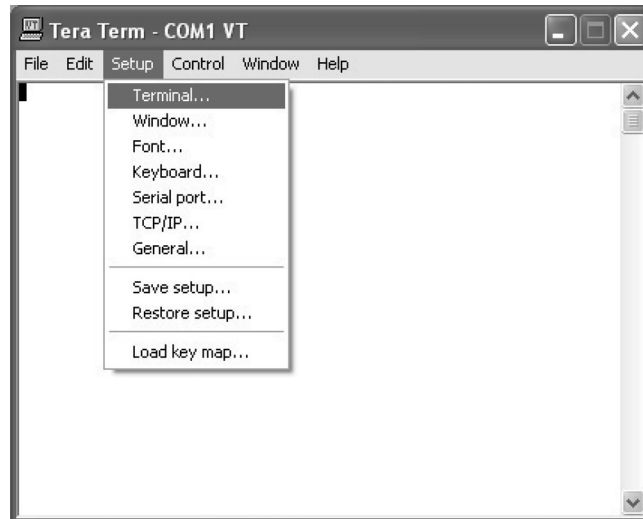 Tera Term - COM1 VT
File Edit Setup Control Window Help
Terminal...
Window...
Font...
Keyboard...
Serial port...
TCP/IP...
General...
Save setup...
Restore setup...
Load key map...